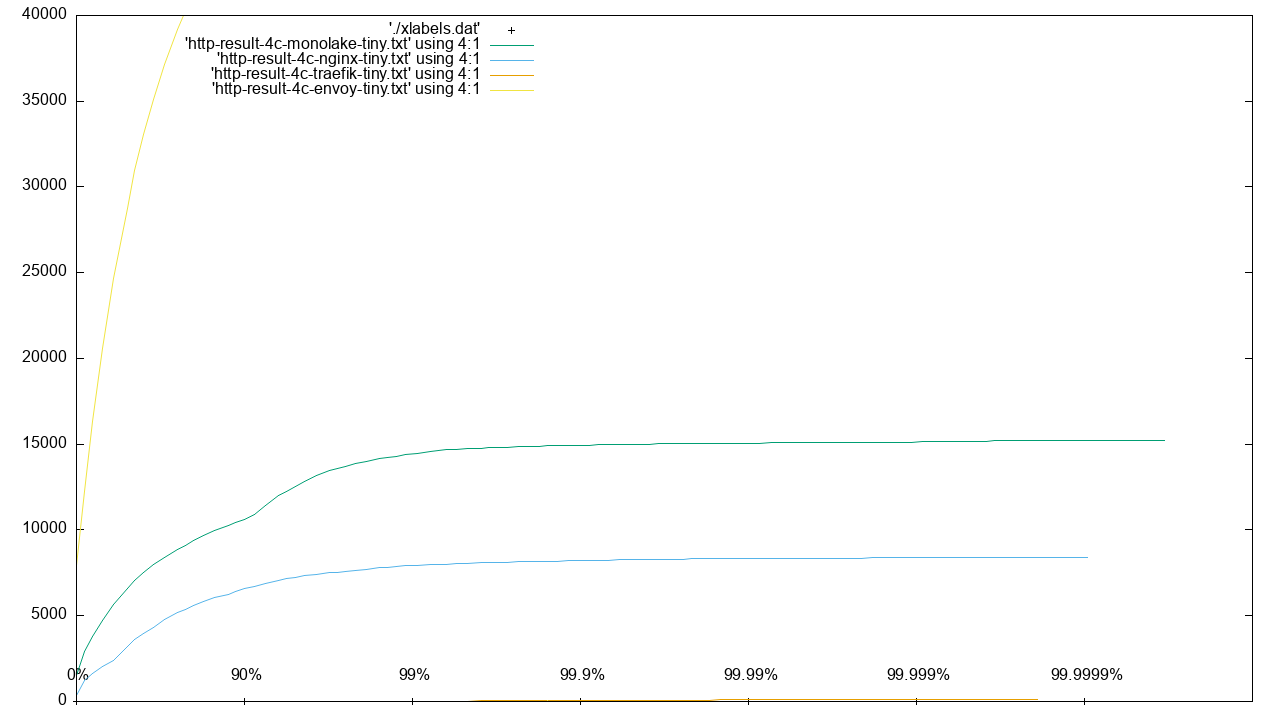 40000
35000
30000
25000
20000
15000
10000
5000
0
'./xlabels.dat'
'http-result-4c-monolake-tiny.txt' using 4:1
'http-result-4c-nginx-tiny.txt' using 4:1
'http-result-4c-traefik-tiny.txt' using 4:1
'http-result-4c-envoy-tiny.txt' using 4:1
0% 90% 99% 99.9% 99.99% 99.999% 99.9999%